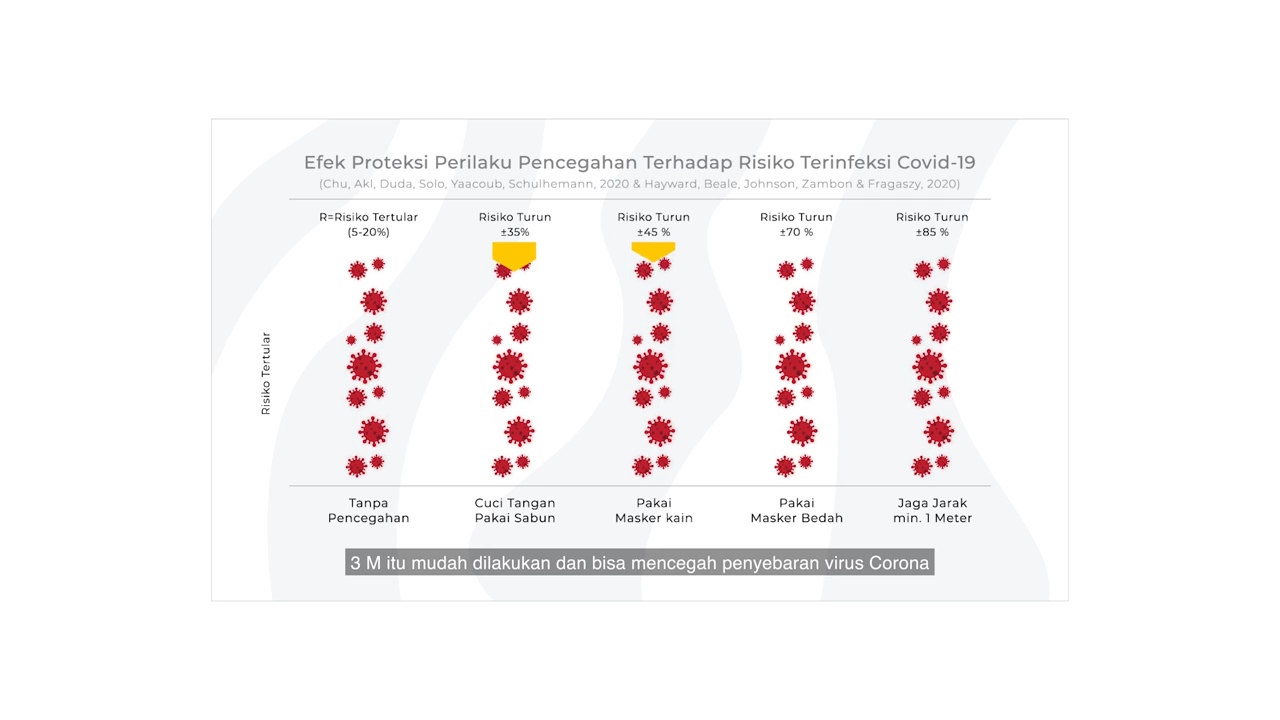 Efek Proteksi Perilaku Pencegahan Terhadap Risiko Terinfeksi Covid-19
(Chu, Akl, Duda, Solo, Yaacoub, Schulhemann, 2020 & Hayward, Beale, Johnson, Zambon & Fragaszy, 2020)
R=Risiko Tertular
(5-20%)
Risiko Turun
±35%
Risiko Turun
±45 %
Risiko Turun
±70 %
Risiko Turun
±85 %
Risiko Tertular
Tanpa
Pencegahan
Cuci Tangan
Pakai Sabun
Pakai
Masker kain
Pakai
Masker Bedah
Jaga Jarak
min. 1 Meter
3 M itu mudah dilakukan dan bisa mencegah penyebaran virus Corona